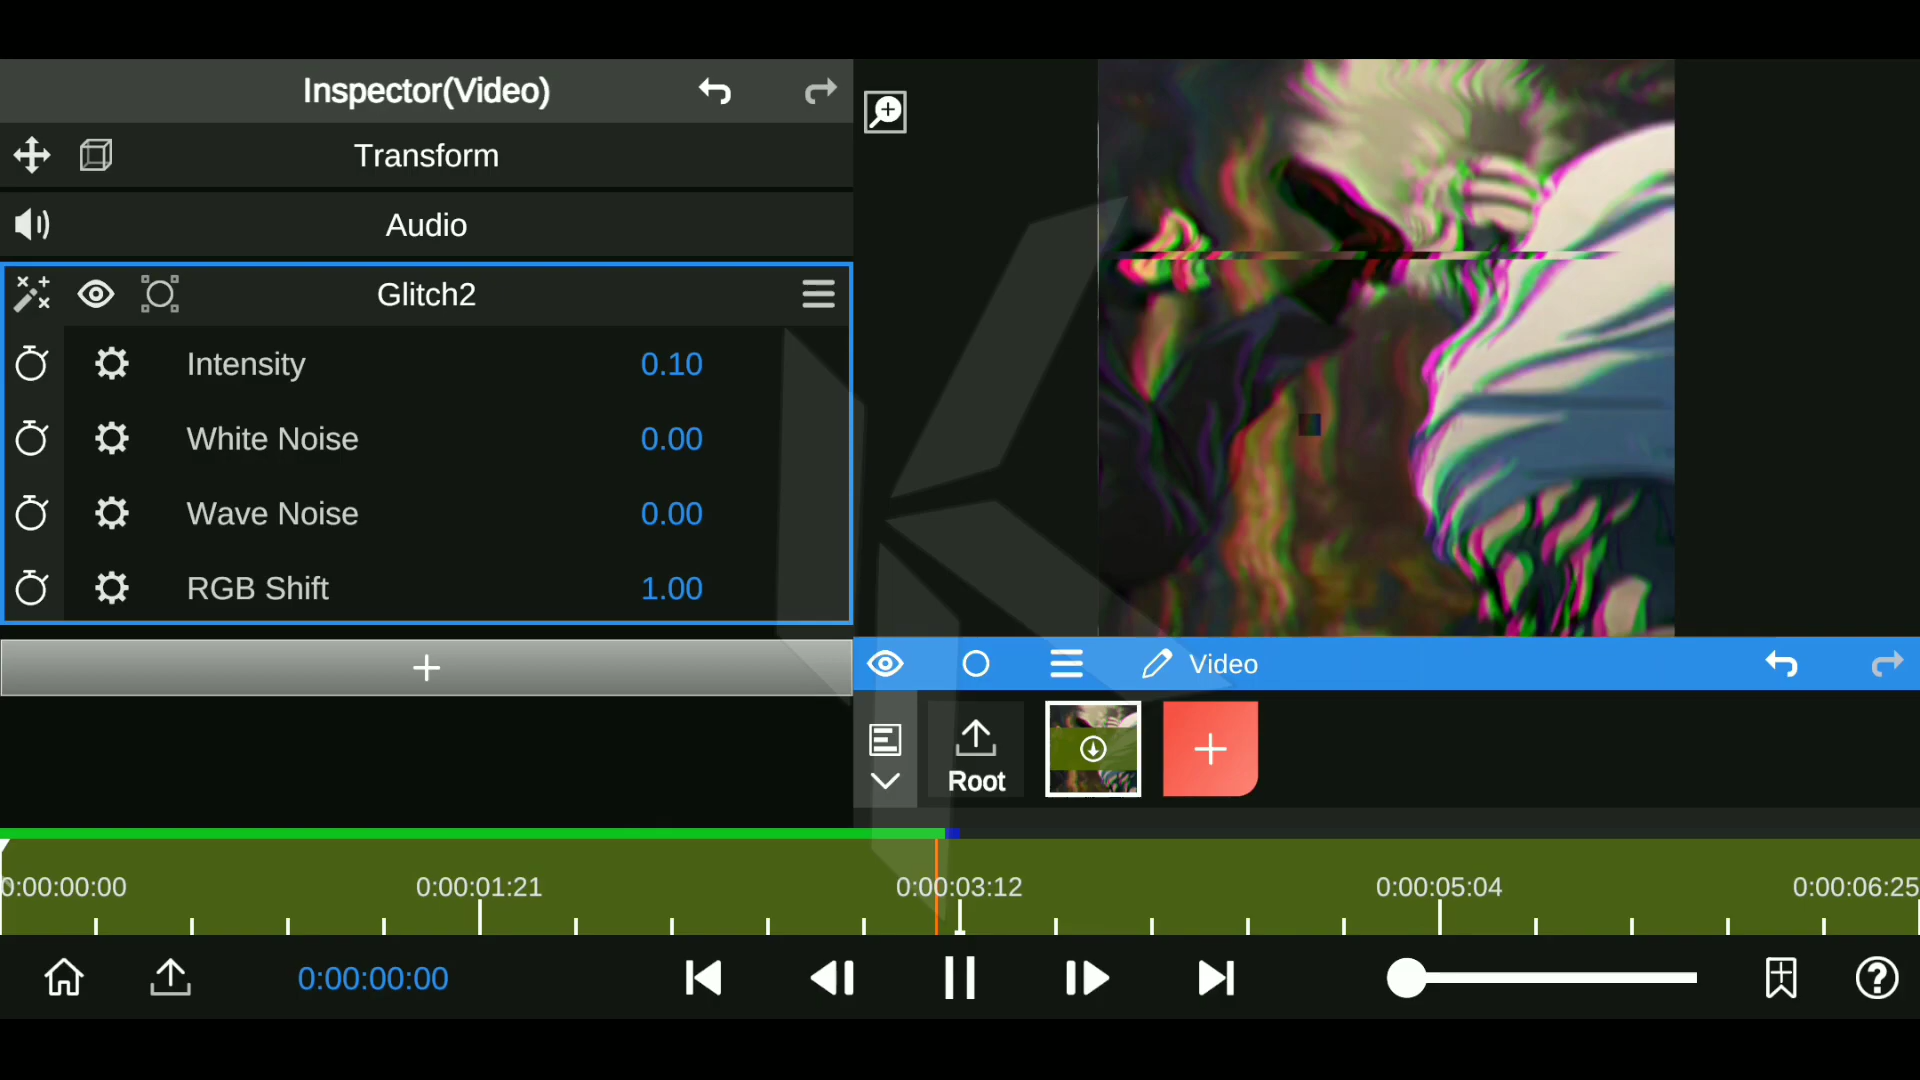 Inspector(Video)
Transform
Audio
Glitch2
Intensity 0.10
White Noise 0.00
Wave Noise 0.00
RGB Shift 1.00
Video
Root
0:00:00:00 0:00:01:21 0:00:03:12 0:00:05:04 0:00:06:25
0:00:00:00